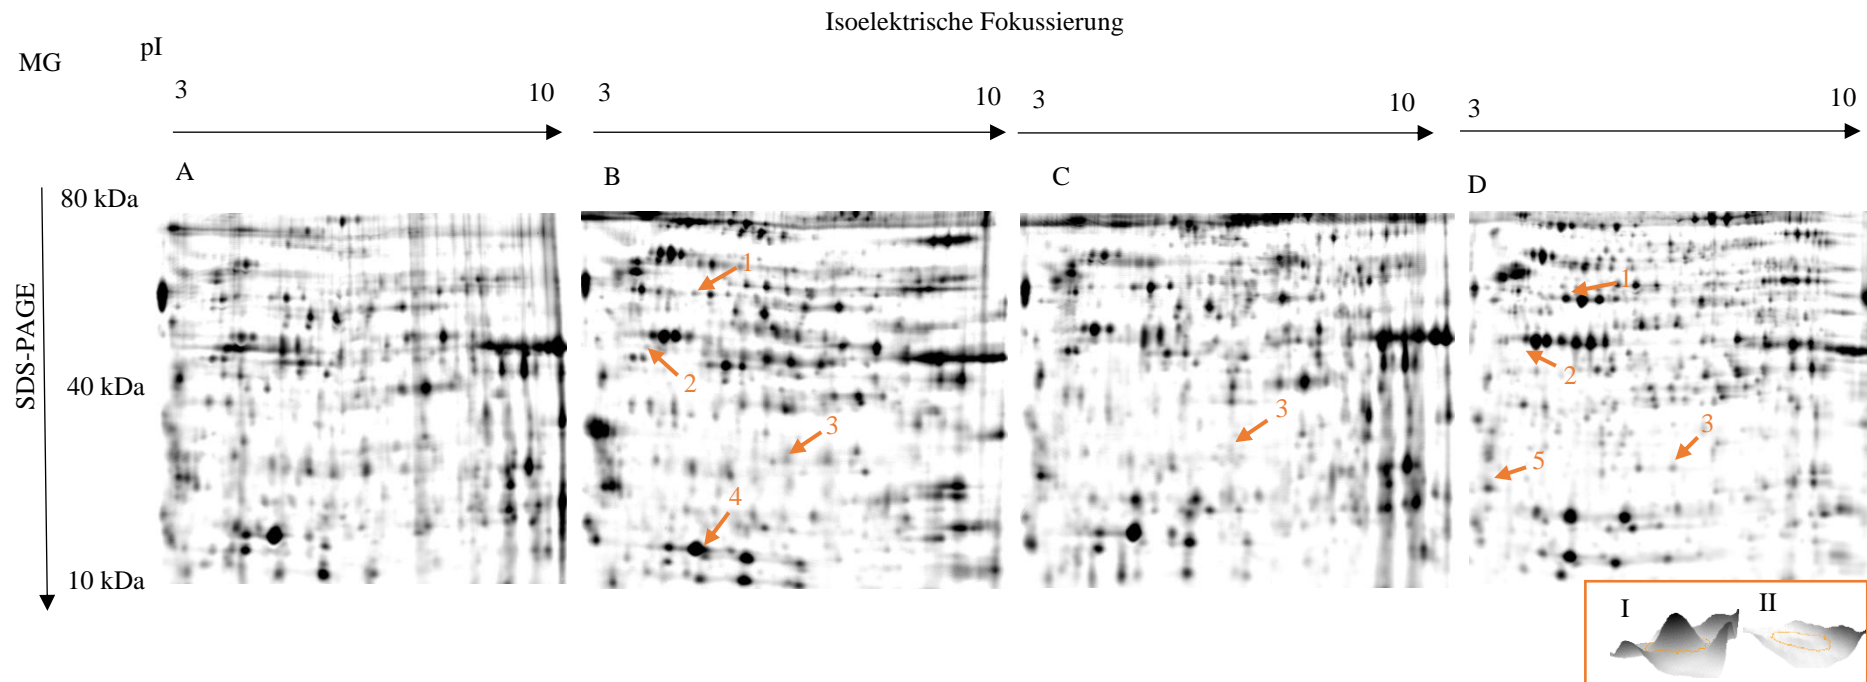 Isoelektrische Fokussierung
MG
pI
3 10
3 10
3 10
3 10
A
B
C
D
SDS-PAGE
80 kDa
40 kDa
10 kDa
1
2
3
4
3
1
2
3
5
I
II